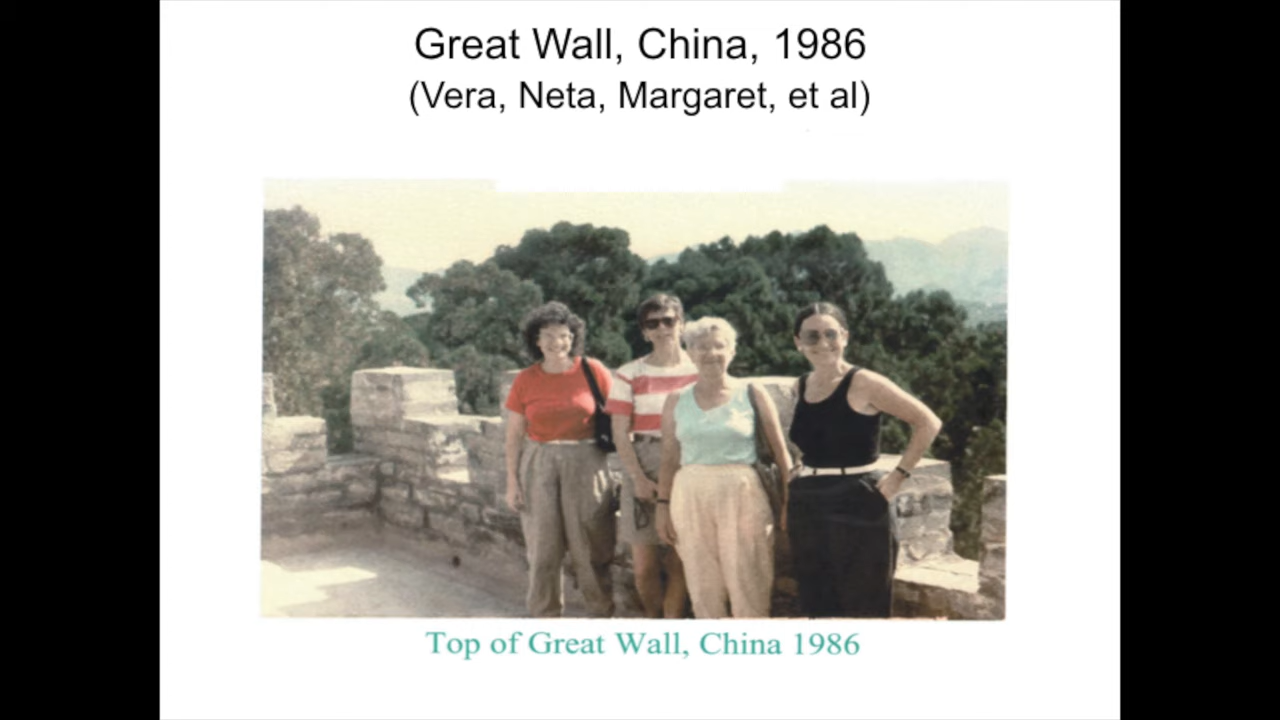 Great Wall, China, 1986
(Vera, Neta, Margaret, et al)
Top of Great Wall, China 1986